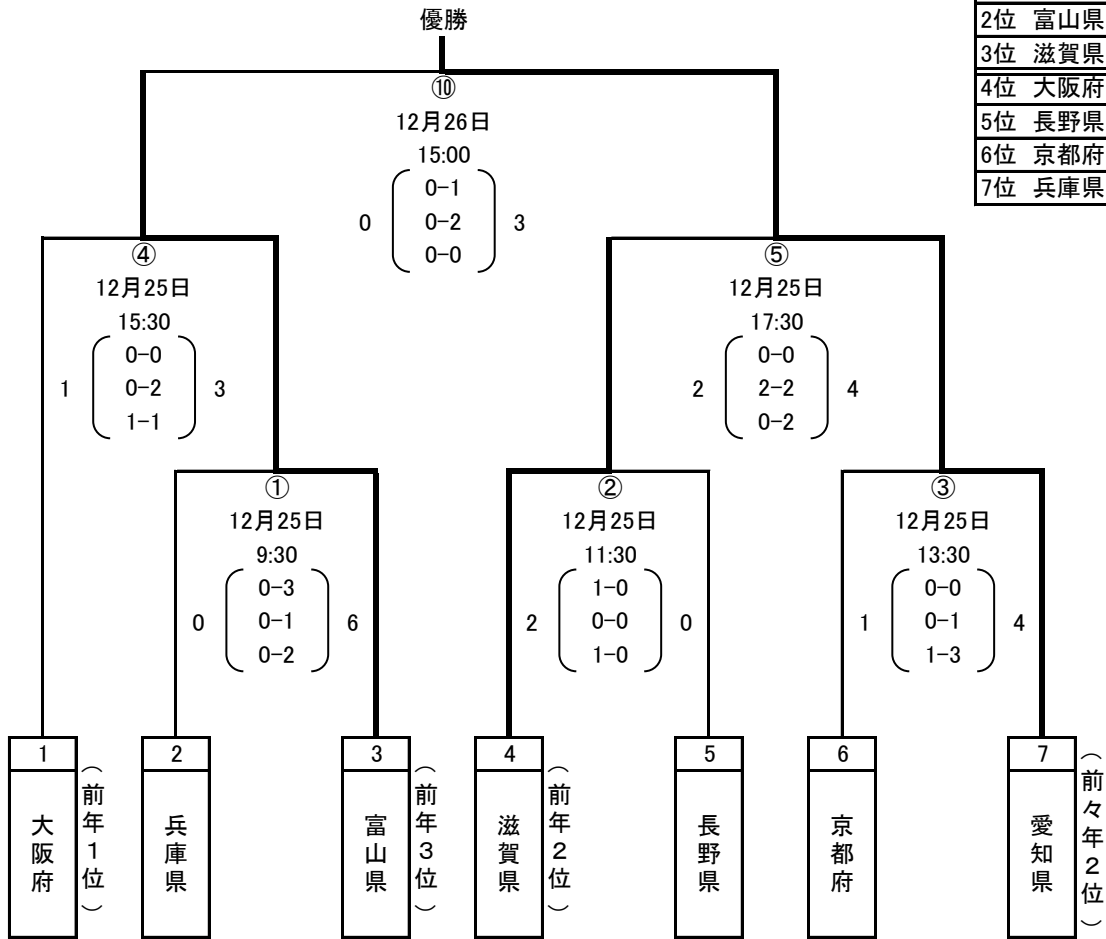 優勝
2位 富山県
3位 滋賀県
4位 大阪府
5位 長野県
6位 京都府
7位 兵庫県
⑩
12月26日
15:00
0-1
0 0-2 3
0-0
④
12月25日
15:30
0-0
1 0-2 3
1-1
⑤
12月25日
17:30
0-0
2 2-2 4
0-2
①
12月25日
9:30
0-3
0 0-1 6
0-2
②
12月25日
11:30
1-0
2 0-0 0
1-0
③
12月25日
13:30
0-0
1 0-1 4
1-3
1
大阪府
(前年1位)
2
兵庫県
3
富山県
(前年3位)
4
滋賀県
(前年2位)
5
長野県
6
京都府
7
愛知県
(前々年2位)